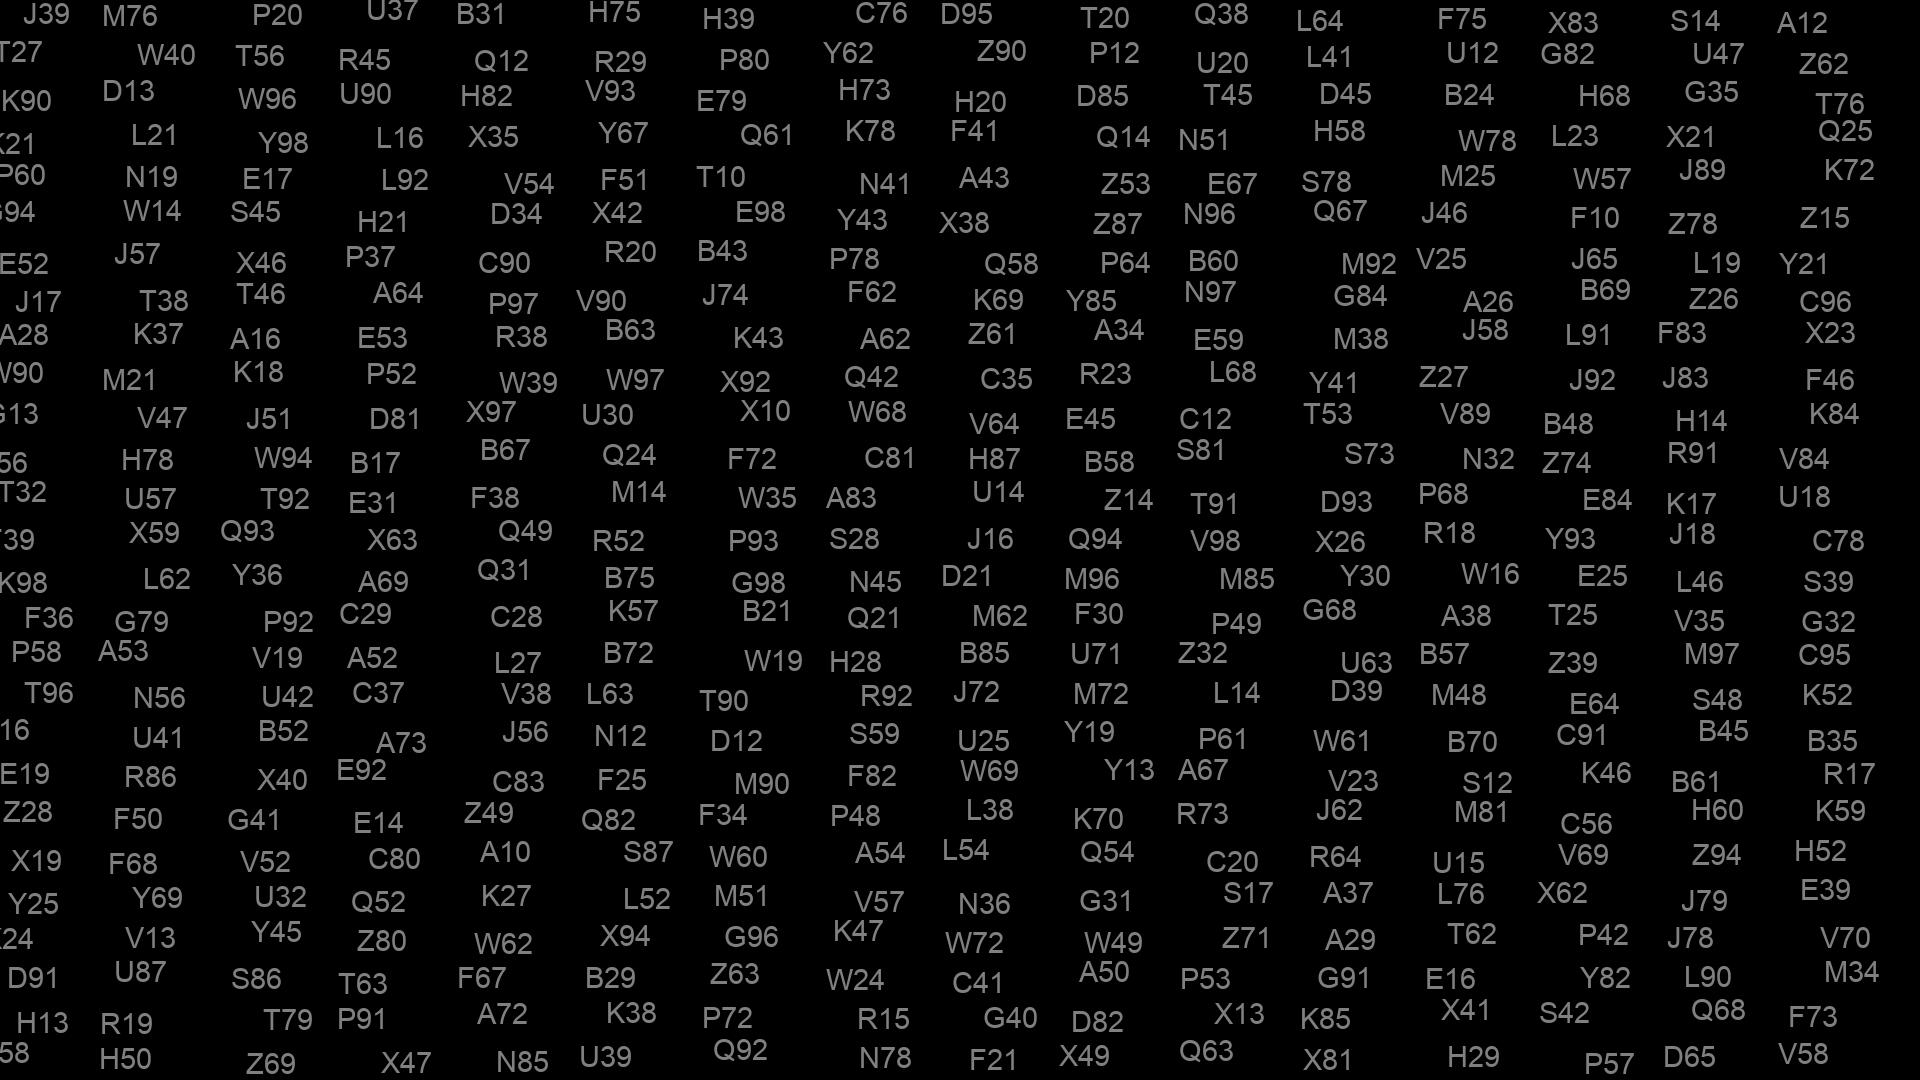 J39 M76 P20 U37 B31 H75 H39 C76 D95 T20 Q38 L64 F75 X83 S14 A12
T27 W40 T56 R45 Q12 R29 P80 Y62 Z90 P12 U20 L41 U12 G82 U47 Z62
K90 D13 W96 U90 H82 V93 E79 H73 H20 D85 T45 D45 B24 H68 G35 T76
L21 Y98 L16 X35 Y67 Q61 K78 F41 Q14 N51 H58 W78 L23 X21 Q25
P60 N19 E17 L92 V54 F51 T10 N41 A43 Z53 E67 S78 M25 W57 J89 K72
W14 S45 H21 D34 X42 E98 Y43 X38 Z87 N96 Q67 J46 F10 Z78 Z15
E52 J57 X46 P37 C90 R20 B43 P78 Q58 P64 B60 M92 V25 J65 L19 Y21
J17 T38 T46 A64 P97 V90 J74 F62 K69 Y85 N97 G84 A26 B69 Z26 C96
A28 K37 A16 E53 R38 B63 K43 A62 Z61 A34 E59 M38 J58 L91 F83 X23
W90 M21 K18 P52 W39 W97 X92 Q42 C35 R23 L68 Y41 Z27 J92 J83 F46
G13 V47 J51 D81 X97 U30 X10 W68 V64 E45 C12 T53 V89 B48 H14 K84
56 H78 W94 B17 B67 Q24 F72 C81 H87 B58 S81 S73 N32 Z74 R91 V84
T32 U57 T92 E31 F38 M14 W35 A83 U14 Z14 T91 D93 P68 E84 K17 U18
X59 Q93 X63 Q49 R52 P93 S28 J16 Q94 V98 X26 R18 Y93 J18 C78
K98 L62 Y36 A69 Q31 B75 G98 N45 D21 M96 M85 Y30 W16 E25 L46 S39
F36 G79 P92 C29 C28 K57 B21 Q21 M62 F30 P49 G68 A38 T25 V35 G32
P58 A53 V19 A52 L27 B72 W19 H28 B85 U71 Z32 U63 B57 Z39 M97 C95
T96 N56 U42 C37 V38 L63 T90 R92 J72 M72 L14 D39 M48 E64 S48 K52
16 U41 B52 A73 J56 N12 D12 S59 U25 Y19 P61 W61 B70 C91 B45 B35
E19 R86 X40 E92 C83 F25 M90 F82 W69 Y13 A67 V23 S12 K46 B61 R17
Z28 F50 G41 E14 Z49 Q82 F34 P48 L38 K70 R73 J62 M81 C56 H60 K59
X19 F68 V52 C80 A10 S87 W60 A54 L54 Q54 C20 R64 U15 V69 Z94 H52
Y25 Y69 U32 Q52 K27 L52 M51 V57 N36 G31 S17 A37 L76 X62 J79 E39
V13 Y45 Z80 W62 X94 G96 K47 W72 W49 Z71 A29 T62 P42 J78 V70
D91 U87 S86 T63 F67 B29 Z63 W24 C41 A50 P53 G91 E16 Y82 L90 M34
H13 R19 T79 P91 A72 K38 P72 R15 G40 D82 X13 K85 X41 S42 Q68 F73
58 H50 Z69 X47 N85 U39 Q92 N78 F21 X49 Q63 X81 H29 P57 D65 V58